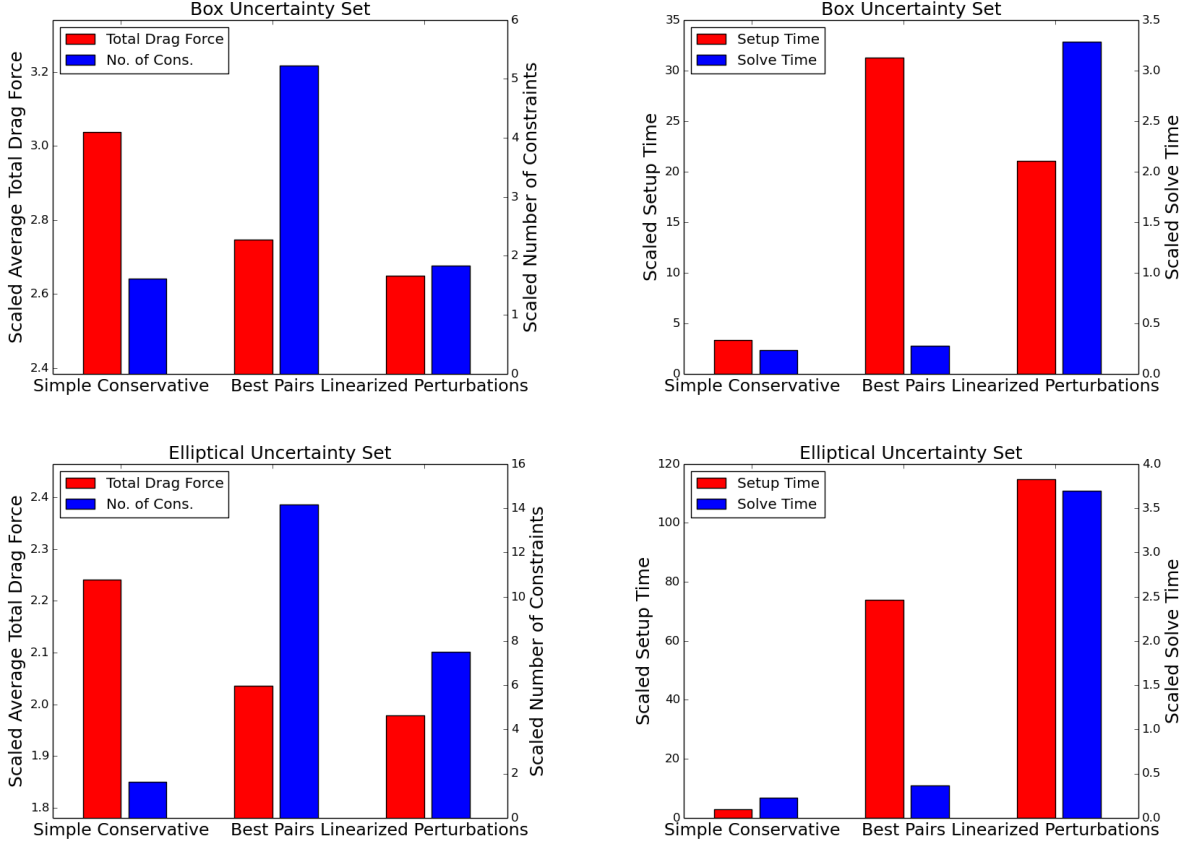 Box Uncertainty Set
Total Drag Force
No. of Cons.
Scaled Average Total Drag Force
3.2
3.0
2.8
2.6
2.4
6
5
4
3
2
1
0
Scaled Number of Constraints
Simple Conservative
Best Pairs
Linearized Perturbations
Box Uncertainty Set
Setup Time
Solve Time
Scaled Setup Time
35
30
25
20
15
10
5
0
3.5
3.0
2.5
2.0
1.5
1.0
0.5
0.0
Scaled Solve Time
Simple Conservative
Best Pairs
Linearized Perturbations
Elliptical Uncertainty Set
Total Drag Force
No. of Cons.
Scaled Average Total Drag Force
2.4
2.3
2.2
2.1
2.0
1.9
1.8
16
14
12
10
8
6
4
2
0
Scaled Number of Constraints
Simple Conservative
Best Pairs
Linearized Perturbations
Elliptical Uncertainty Set
Setup Time
Solve Time
Scaled Setup Time
120
100
80
60
40
20
0
4.0
3.5
3.0
2.5
2.0
1.5
1.0
0.5
0.0
Scaled Solve Time
Simple Conservative
Best Pairs
Linearized Perturbations